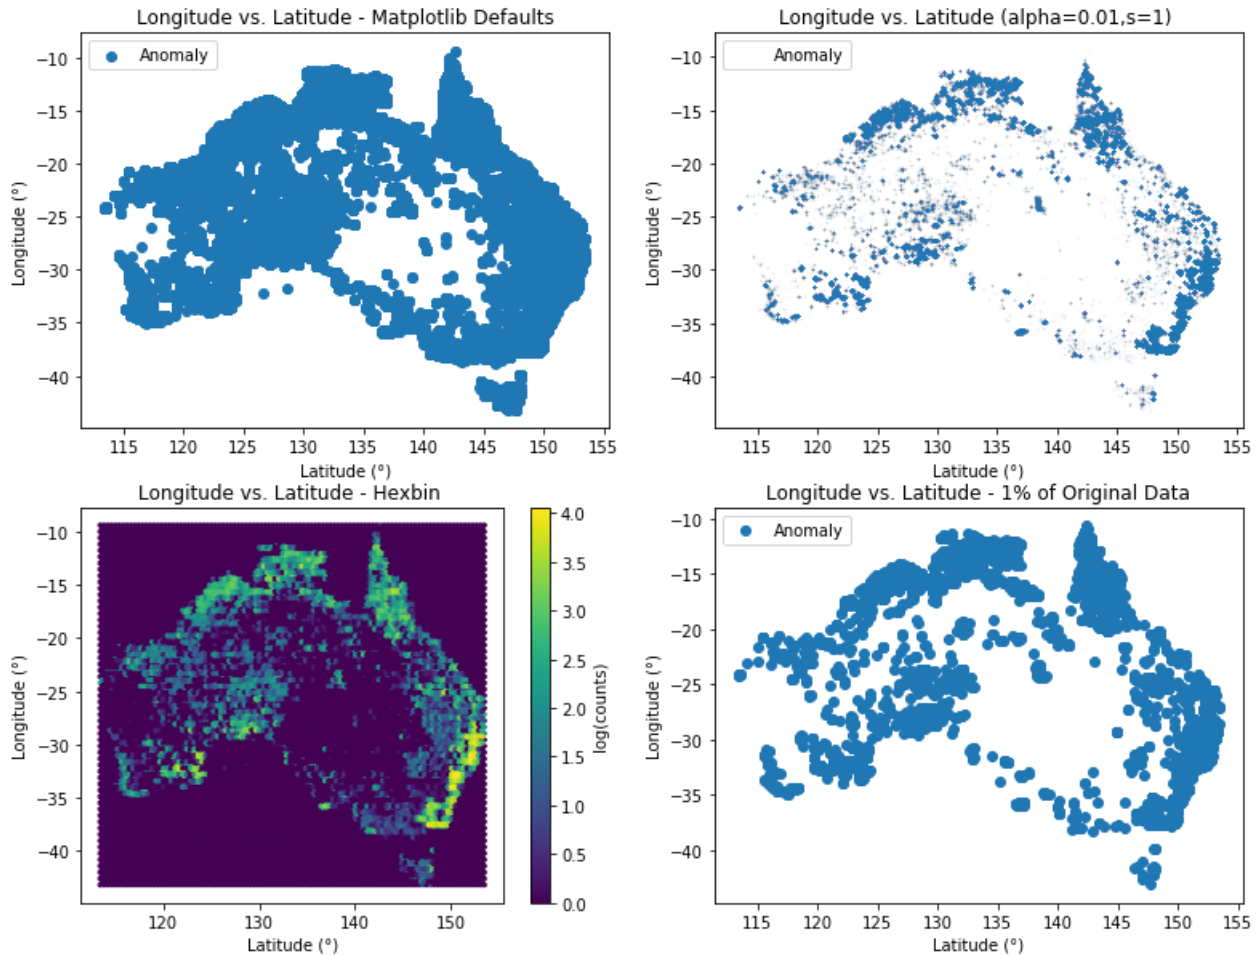 Longitude vs. Latitude - Matplotlib Defaults
Anomaly
−10
−15
−20
−25
−30
−35
−40
Longitude (°)
115 120 125 130 135 140 145 150 155
Latitude (°)
Longitude vs. Latitude (alpha=0.01,s=1)
Anomaly
−10
−15
−20
−25
−30
−35
−40
Longitude (°)
115 120 125 130 135 140 145 150 155
Latitude (°)
Longitude vs. Latitude - Hexbin
−10
−15
−20
−25
−30
−35
−40
Longitude (°)
120 130 140 150
Latitude (°)
4.0
3.5
3.0
2.5
2.0
1.5
1.0
0.5
0.0
log(counts)
Longitude vs. Latitude - 1% of Original Data
Anomaly
−10
−15
−20
−25
−30
−35
−40
Longitude (°)
115 120 125 130 135 140 145 150 155
Latitude (°)